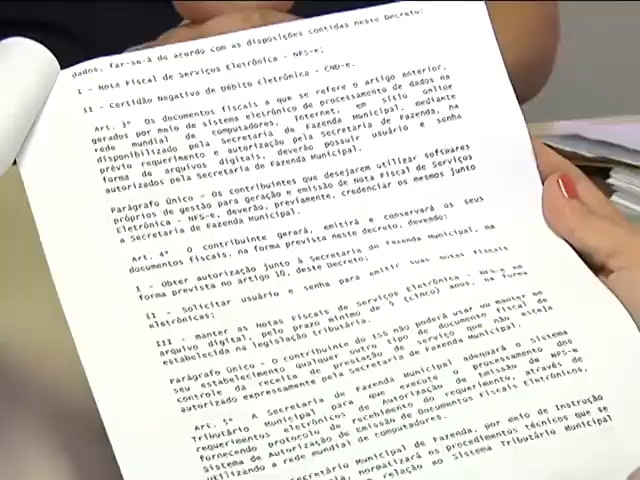 dados, far-se-á de acordo com as disposições contidas neste Decreto:
I - Nota Fiscal de Serviços Eletrônica - NFS-e;
II - Certidão Negativa de Débito Eletrônica - CND-e.
Art. 3º Os documentos fiscais a que se refere o artigo anterior,
gerados por meio de sistema eletrônico de processamento de dados na
rede mundial de computadores, Internet, em sítio online
disponibilizado pela Secretaria de Fazenda Municipal, mediante
prévio requerimento e autorização pela Secretaria de Fazenda, na
forma de arquivos digitais, deverão possuir usuário e senha
autorizados pela Secretaria de Fazenda Municipal.
Parágrafo Único - Os contribuintes que desejarem utilizar softwares
próprios de gestão para geração e emissão de Nota Fiscal de Serviços
Eletrônica - NFS-e, deverão, previamente, credenciar os mesmos junto
a Secretaria de Fazenda Municipal.
Art. 4º O contribuinte gerará, emitirá e conservará os seus
documentos fiscais, na forma prevista neste decreto, devendo:
I - Obter autorização junto à Secretaria de Fazenda Municipal, na
forma prevista no artigo 10, deste Decreto;
II - Solicitar usuário e senha para emitir suas notas fiscais
eletrônicas;
III - manter as Notas Fiscais de Serviços Eletrônica - NFS-e em
arquivo digital, pelo prazo mínimo de 5 (cinco) anos, na forma
estabelecida na legislação tributária.
Parágrafo Único - O contribuinte do ISS não poderá usar ou manter no
seu estabelecimento qualquer outro tipo de documento fiscal de
controle da receita de prestação de serviço que não esteja
autorizado expressamente pela Secretaria de Fazenda Municipal.
Art. 5º A Secretaria de Fazenda Municipal adequará o Sistema
Tributário Municipal para que execute o processamento dos
requerimentos eletrônicos de Autorização de Emissão da NFS-e
fornecendo protocolo de recebimento do requerimento, através de
Sistema de Autorização de Emissão de Documentos Fiscais Eletrônicos,
utilizando a rede mundial de computadores.
Secretário Municipal de Fazenda, por meio de Instrução
normatizará os procedimentos técnicos que se
relação ao Sistema Tributário Municipal